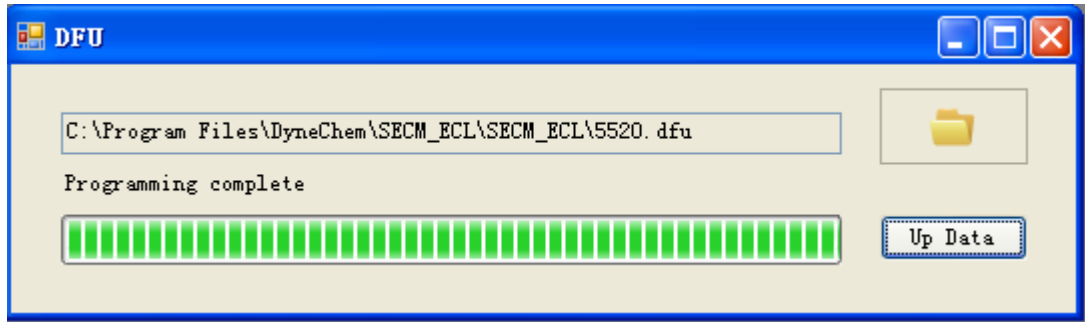 DFU
C:\Program Files\DyneChem\SECM_ECL\SECM_ECL\5520.dfu
Programming complete
Up Data